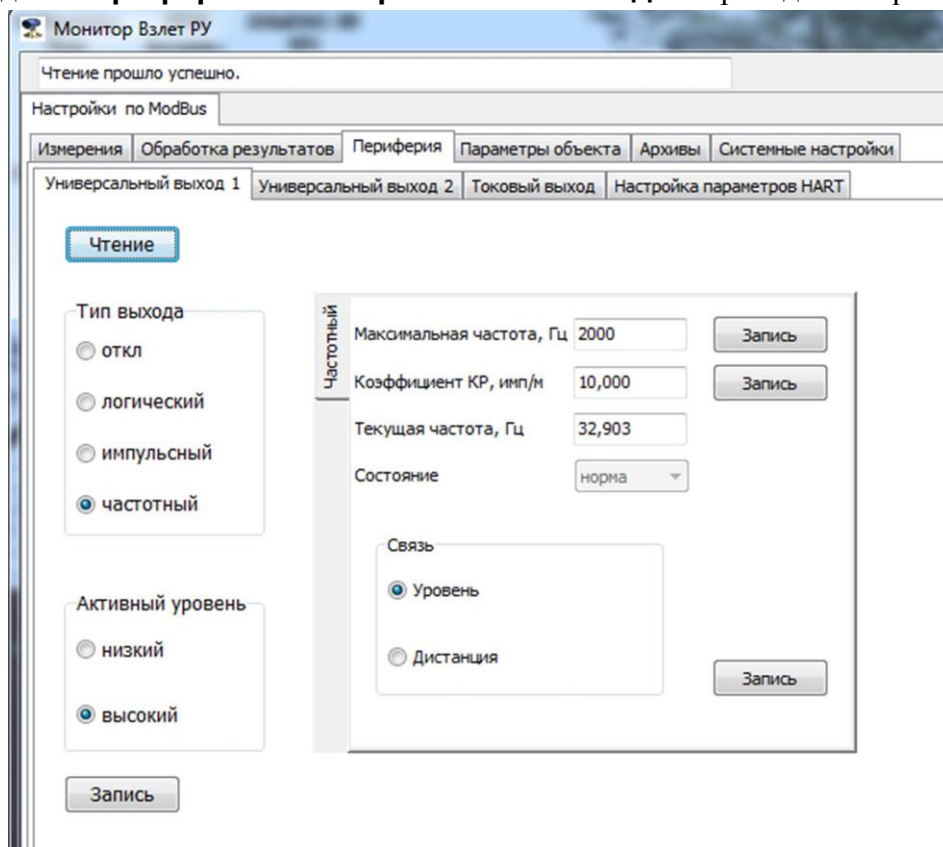 Монитор Взлет РУ
Чтение прошло успешно.
Настройки по ModBus
Измерения Обработка результатов Периферия Параметры объекта Архивы Системные настройки
Универсальный выход 1 Универсальный выход 2 Токовый выход Настройка параметров HART
Чтение
Тип выхода
откл
логический
импульсный
частотный
Активный уровень
низкий
высокий
Запись
Частотный
Максимальная частота, Гц 2000 Запись
Коэффициент КР, имп/м 10,000 Запись
Текущая частота, Гц 32,903
Состояние норма
Связь
Уровень
Дистанция
Запись